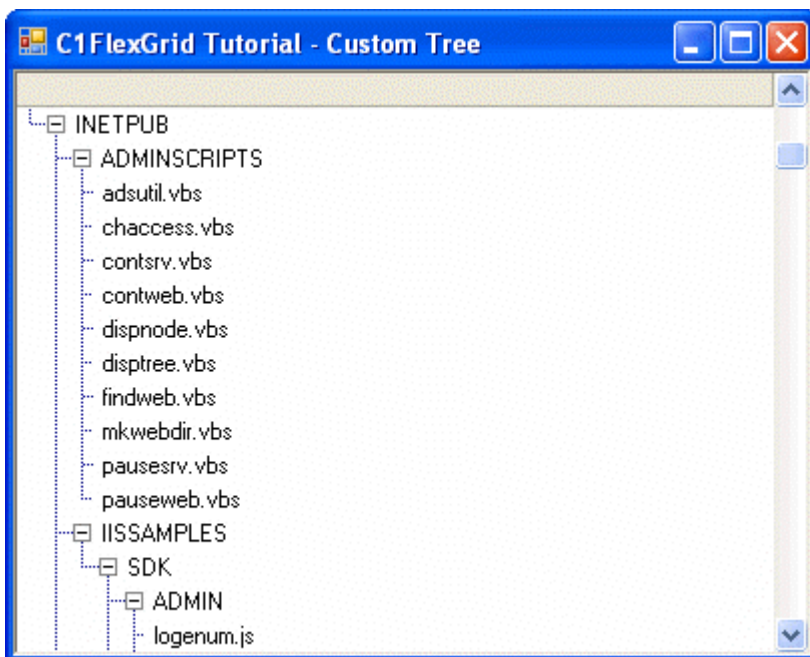 C1FlexGrid Tutorial - Custom Tree
INETPUB
ADMINSCRIPTS
adsutil.vbs
chaccess.vbs
contsrv.vbs
contweb.vbs
dispnode.vbs
disptree.vbs
findweb.vbs
mkwebdir.vbs
pausesrv.vbs
pauseweb.vbs
IISSAMPLES
SDK
ADMIN
logenum.js